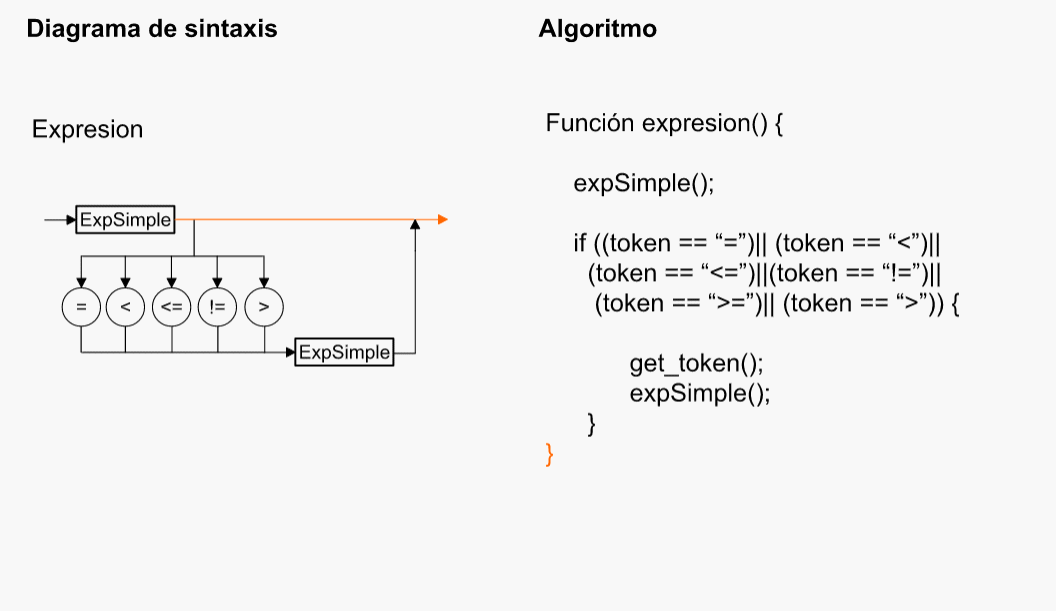 Diagrama de sintaxis
Expresion
ExpSimple
= < <= != >
ExpSimple
Algoritmo
Función expresion() {
expSimple();
if ((token == “=”)|| (token == “<”)||
(token == “<=”)||(token == “!=”)||
(token == “>=”)|| (token == “>”)) {
get_token();
expSimple();
}
}